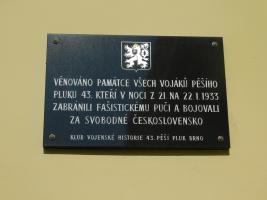 VĚNOVÁNO PAMÁTCE VŠECH VOJÁKŮ PĚŠÍHO
PLUKU 43. KTEŘÍ V NOCI Z 21 NA 22.1.1933
ZABRÁNILI FAŠISTICKÉMU PUČI A BOJOVALI
ZA SVOBODNÉ ČESKOSLOVENSKO
KLUB VOJENSKÉ HISTORIE 43. PĚŠÍ PLUK BRNO